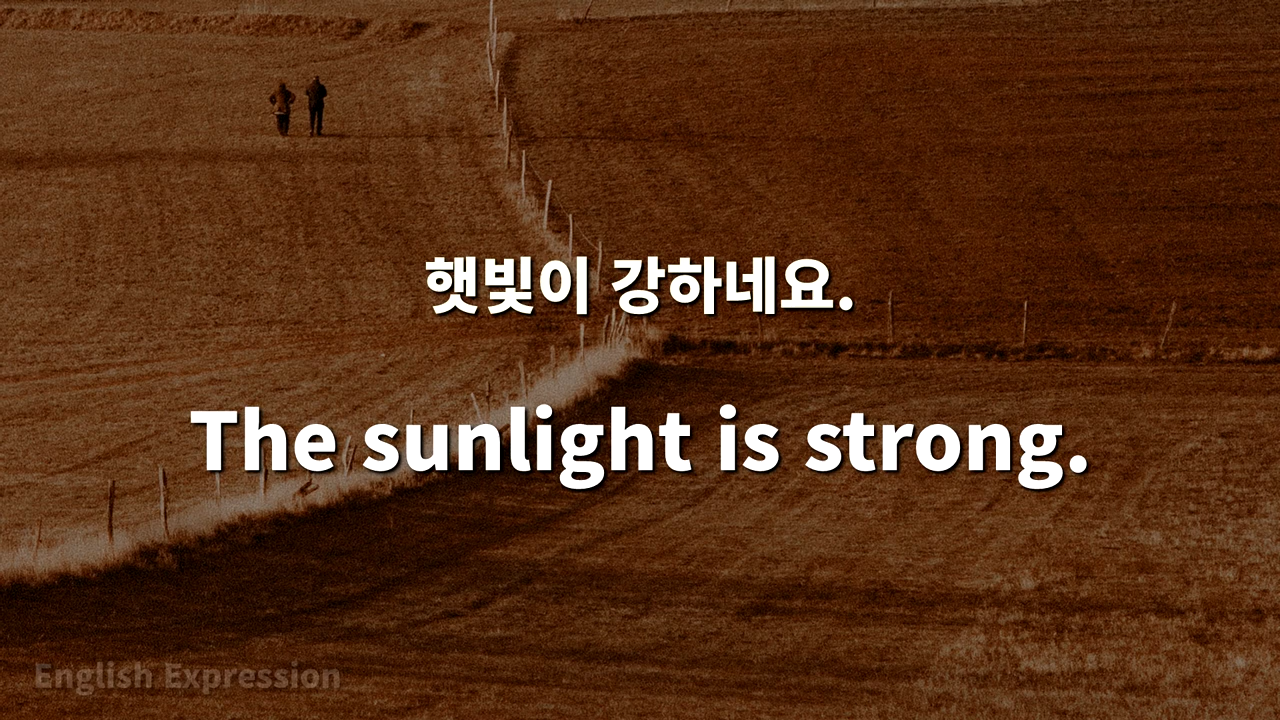 햇빛이 강하네요.
The sunlight is strong.
English Expression